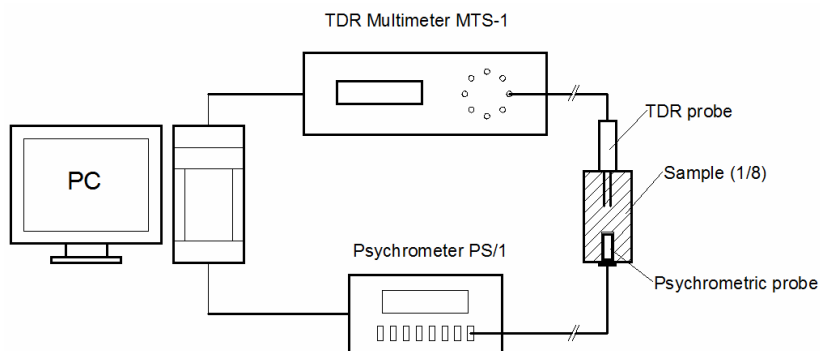 TDR Multimeter MTS-1
TDR probe
PC
Sample (1/8)
Psychrometer PS/1
Psychrometric probe